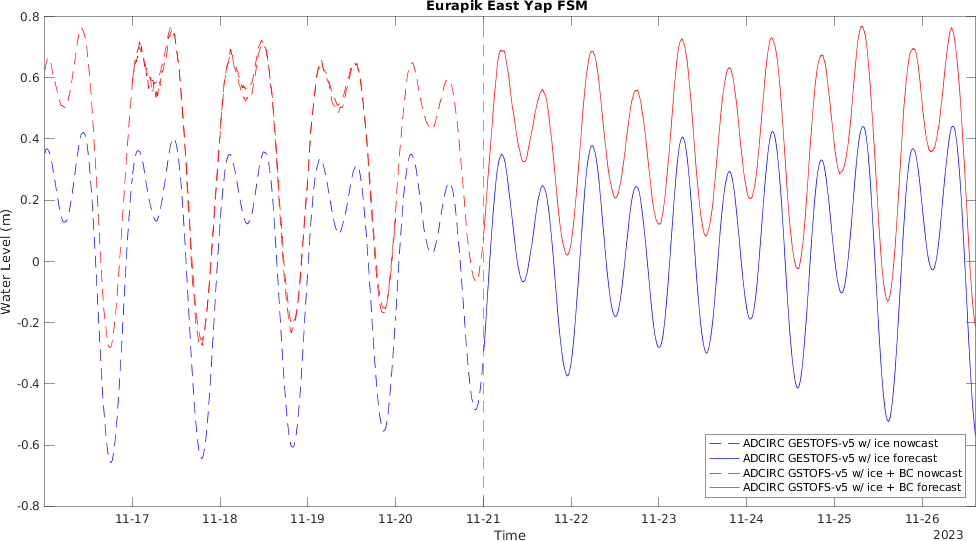 Eurapik East Yap FSM
0.8
0.6
0.4
0.2
0
-0.2
-0.4
-0.6
-0.8
Water Level (m)
11-17 11-18 11-19 11-20 11-21 11-22 11-23 11-24 11-25 11-26
Time
2023
ADCIRC GESTOFS-v5 w/ ice nowcast
ADCIRC GESTOFS-v5 w/ ice forecast
ADCIRC GSTOFS-v5 w/ ice + BC nowcast
ADCIRC GSTOFS-v5 w/ ice + BC forecast